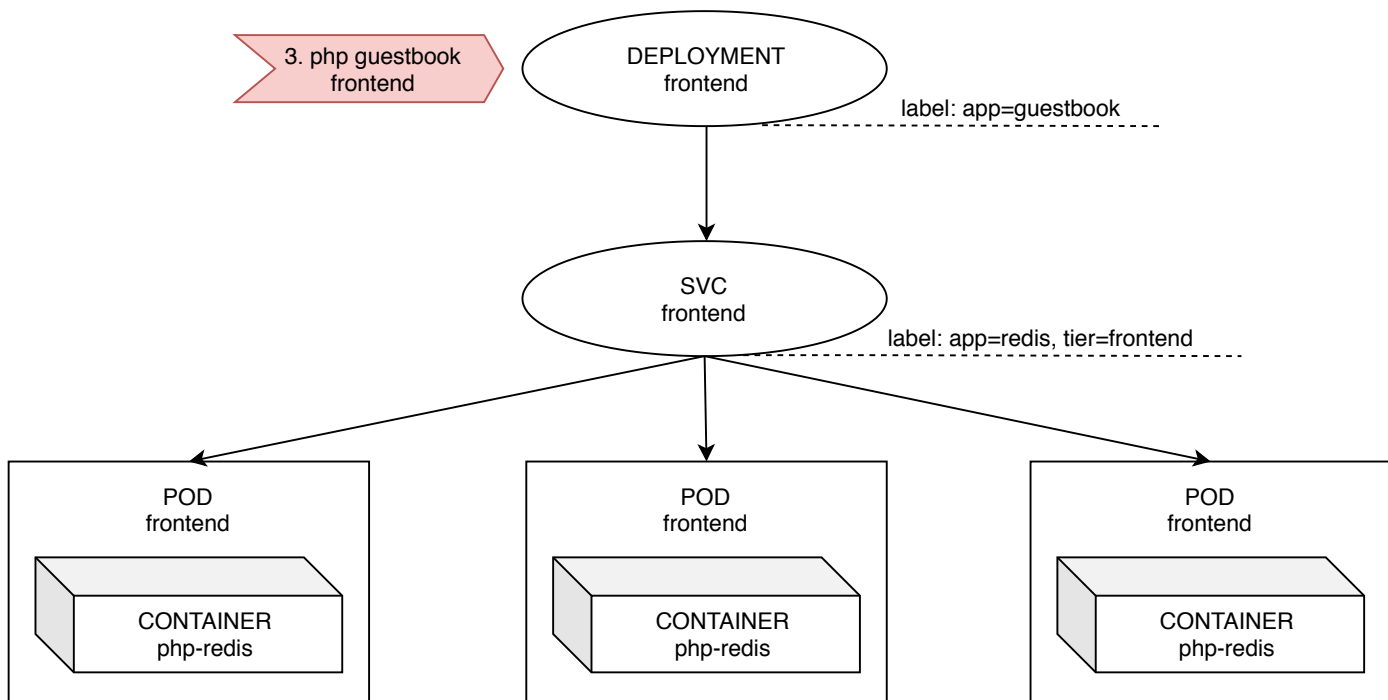 3. php guestbook
frontend
DEPLOYMENT
frontend
label: app=guestbook
SVC
frontend
label: app=redis, tier=frontend
POD
frontend
CONTAINER
php-redis
POD
frontend
CONTAINER
php-redis
POD
frontend
CONTAINER
php-redis